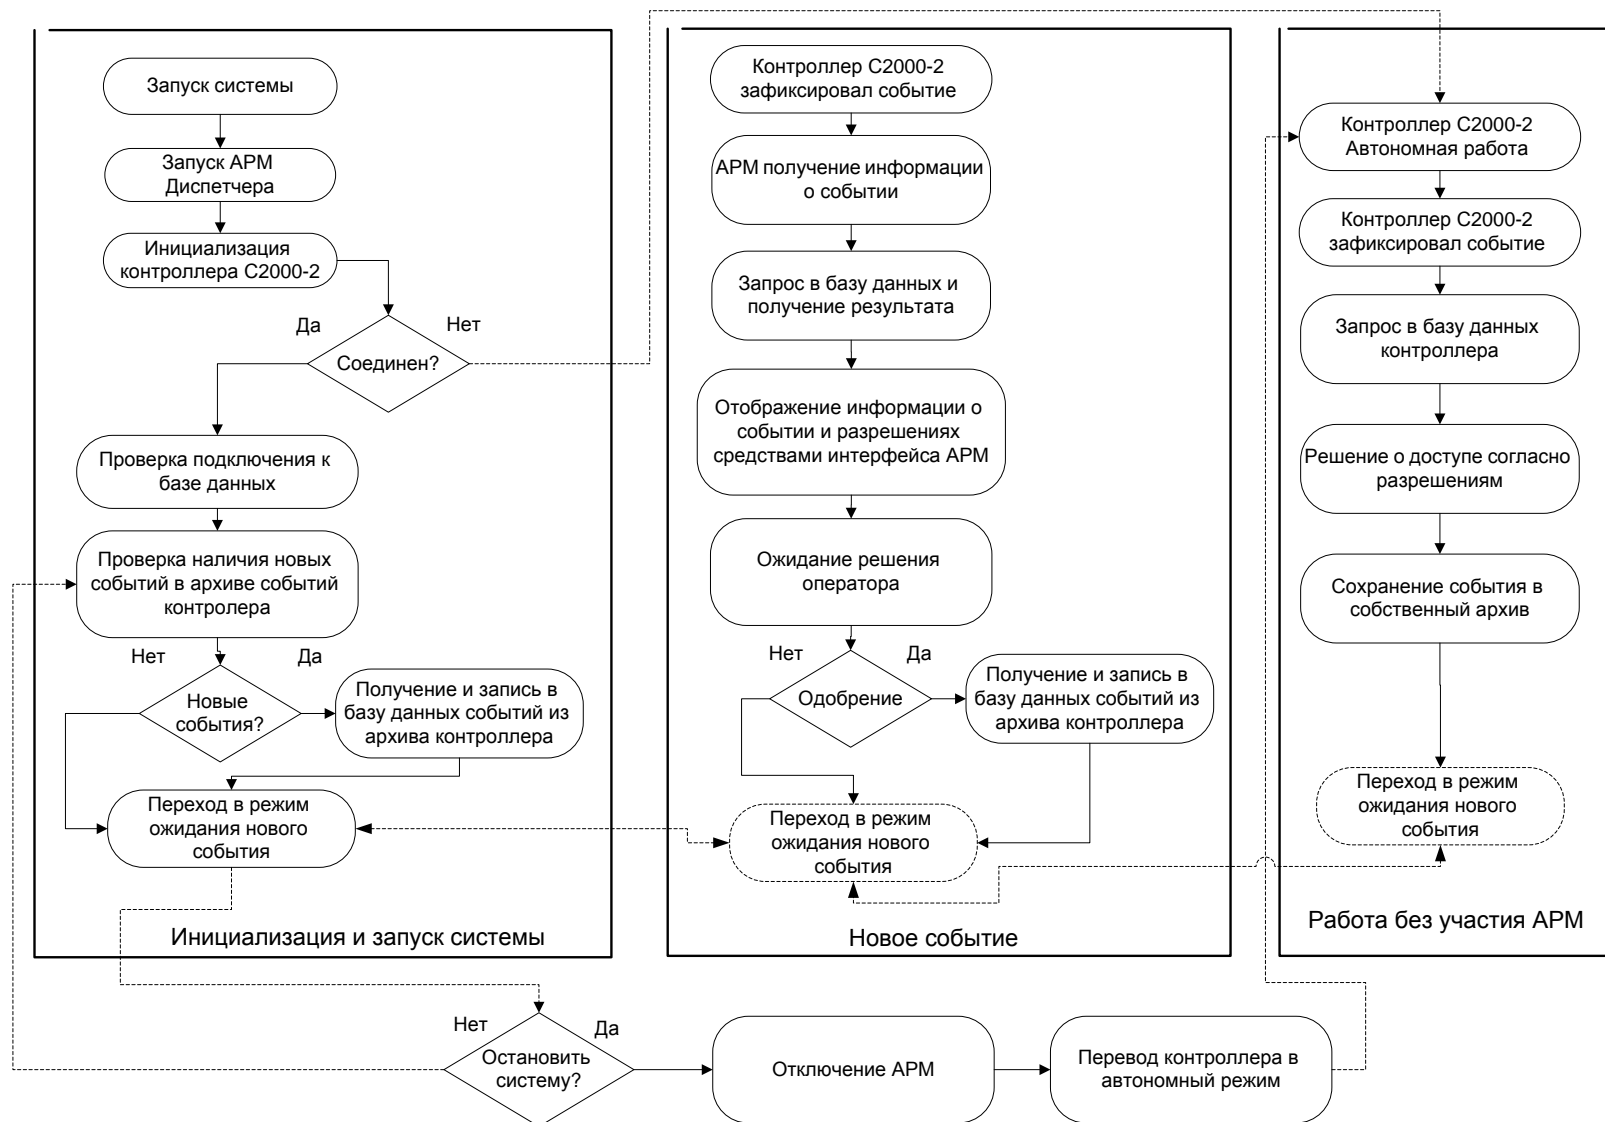 Запуск системы
Запуск АРМ
Диспетчера
Инициализация
контроллера С2000-2
Да
Нет
Соединен?
Проверка подключения к
базе данных
Проверка наличия новых
событий в архиве событий
контролера
Нет
Да
Новые
события?
Получение и запись в
базу данных событий из
архива контроллера
Переход в режим
ожидания нового
события
Инициализация и запуск системы
Контроллер С2000-2
зафиксировал событие
АРМ получение информации
о событии
Запрос в базу данных и
получение результата
Отображение информации о
событии и разрешениях
средствами интерфейса АРМ
Ожидание решения
оператора
Нет
Да
Одобрение
Получение и запись в
базу данных событий из
архива контроллера
Переход в режим
ожидания нового
события
Новое событие
Контроллер С2000-2
Автономная работа
Контроллер С2000-2
зафиксировал событие
Запрос в базу данных
контроллера
Решение о доступе согласно
разрешениям
Сохранение события в
собственный архив
Переход в режим
ожидания нового
события
Работа без участия АРМ
Нет
Да
Остановить
систему?
Отключение АРМ
Перевод контроллера в
автономный режим